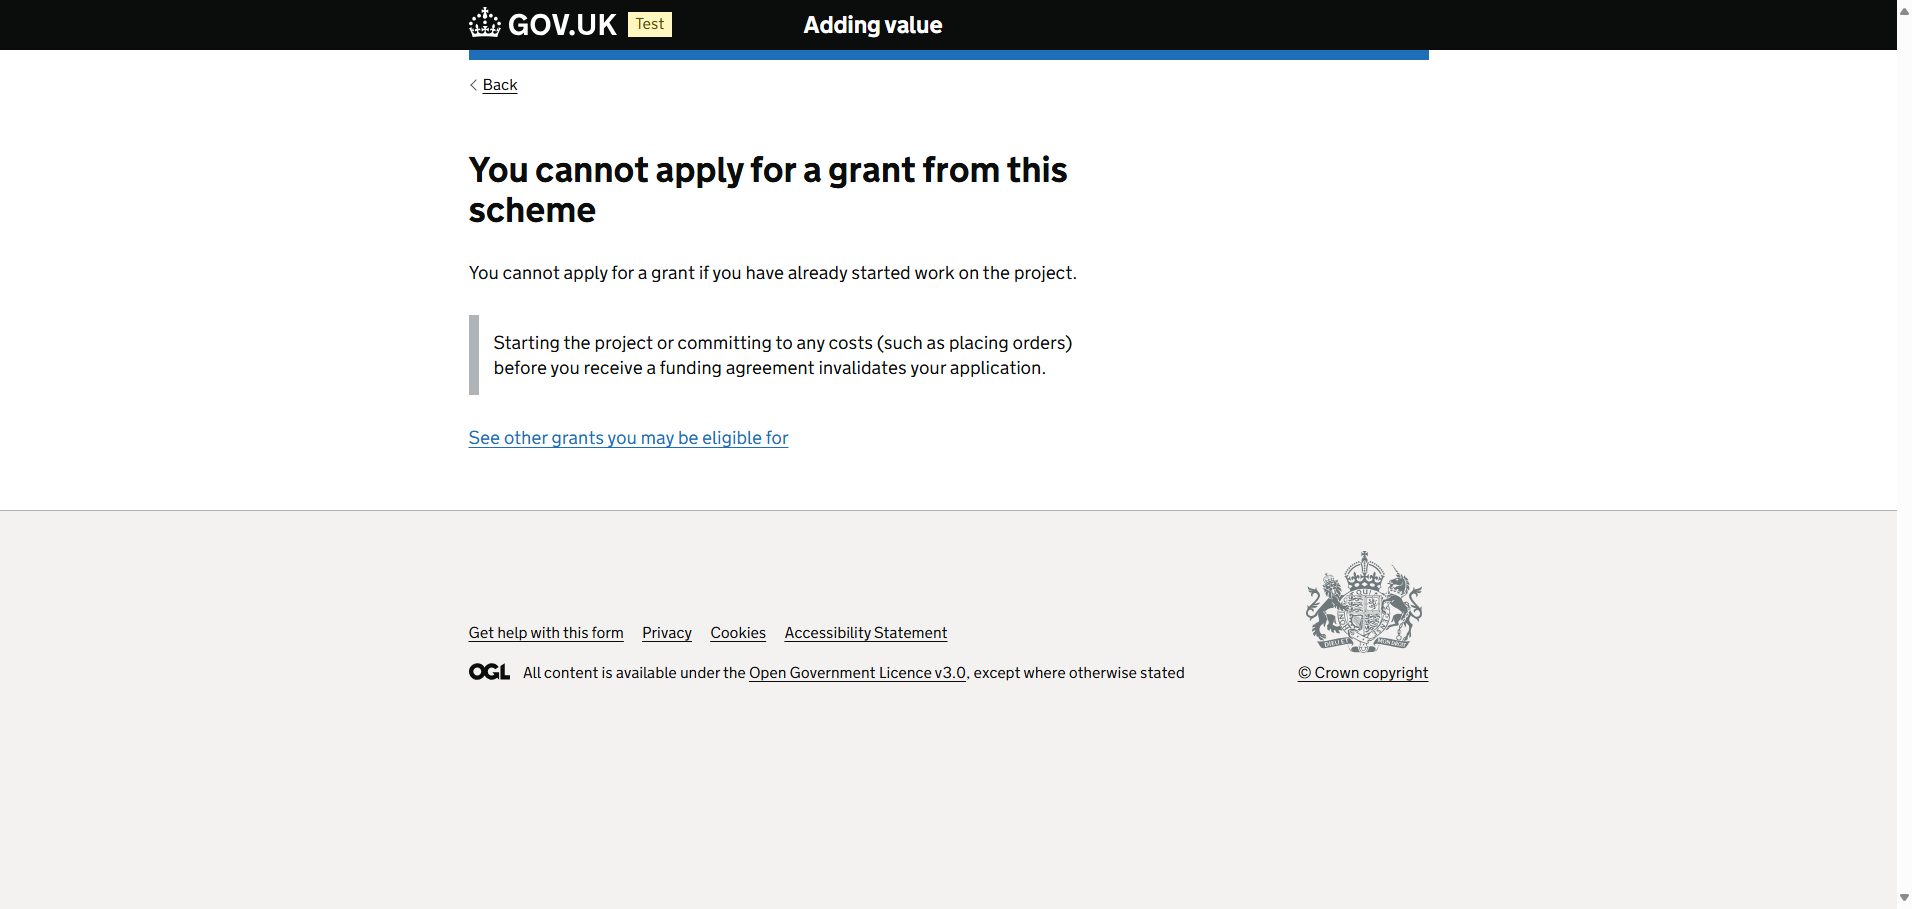 GOV.UK Test Adding value
Back
You cannot apply for a grant from this
scheme
You cannot apply for a grant if you have already started work on the project.
Starting the project or committing to any costs (such as placing orders)
before you receive a funding agreement invalidates your application.
See other grants you may be eligible for
Get help with this form Privacy Cookies Accessibility Statement
OGL All content is available under the Open Government Licence v3.0, except where otherwise stated
© Crown copyright